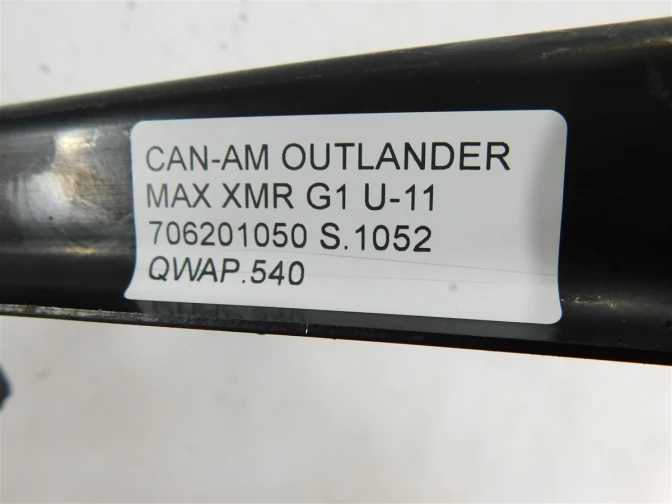 CAN-AM OUTLANDER
MAX XMR G1 U-11
706201050 S.1052
QWAP.540